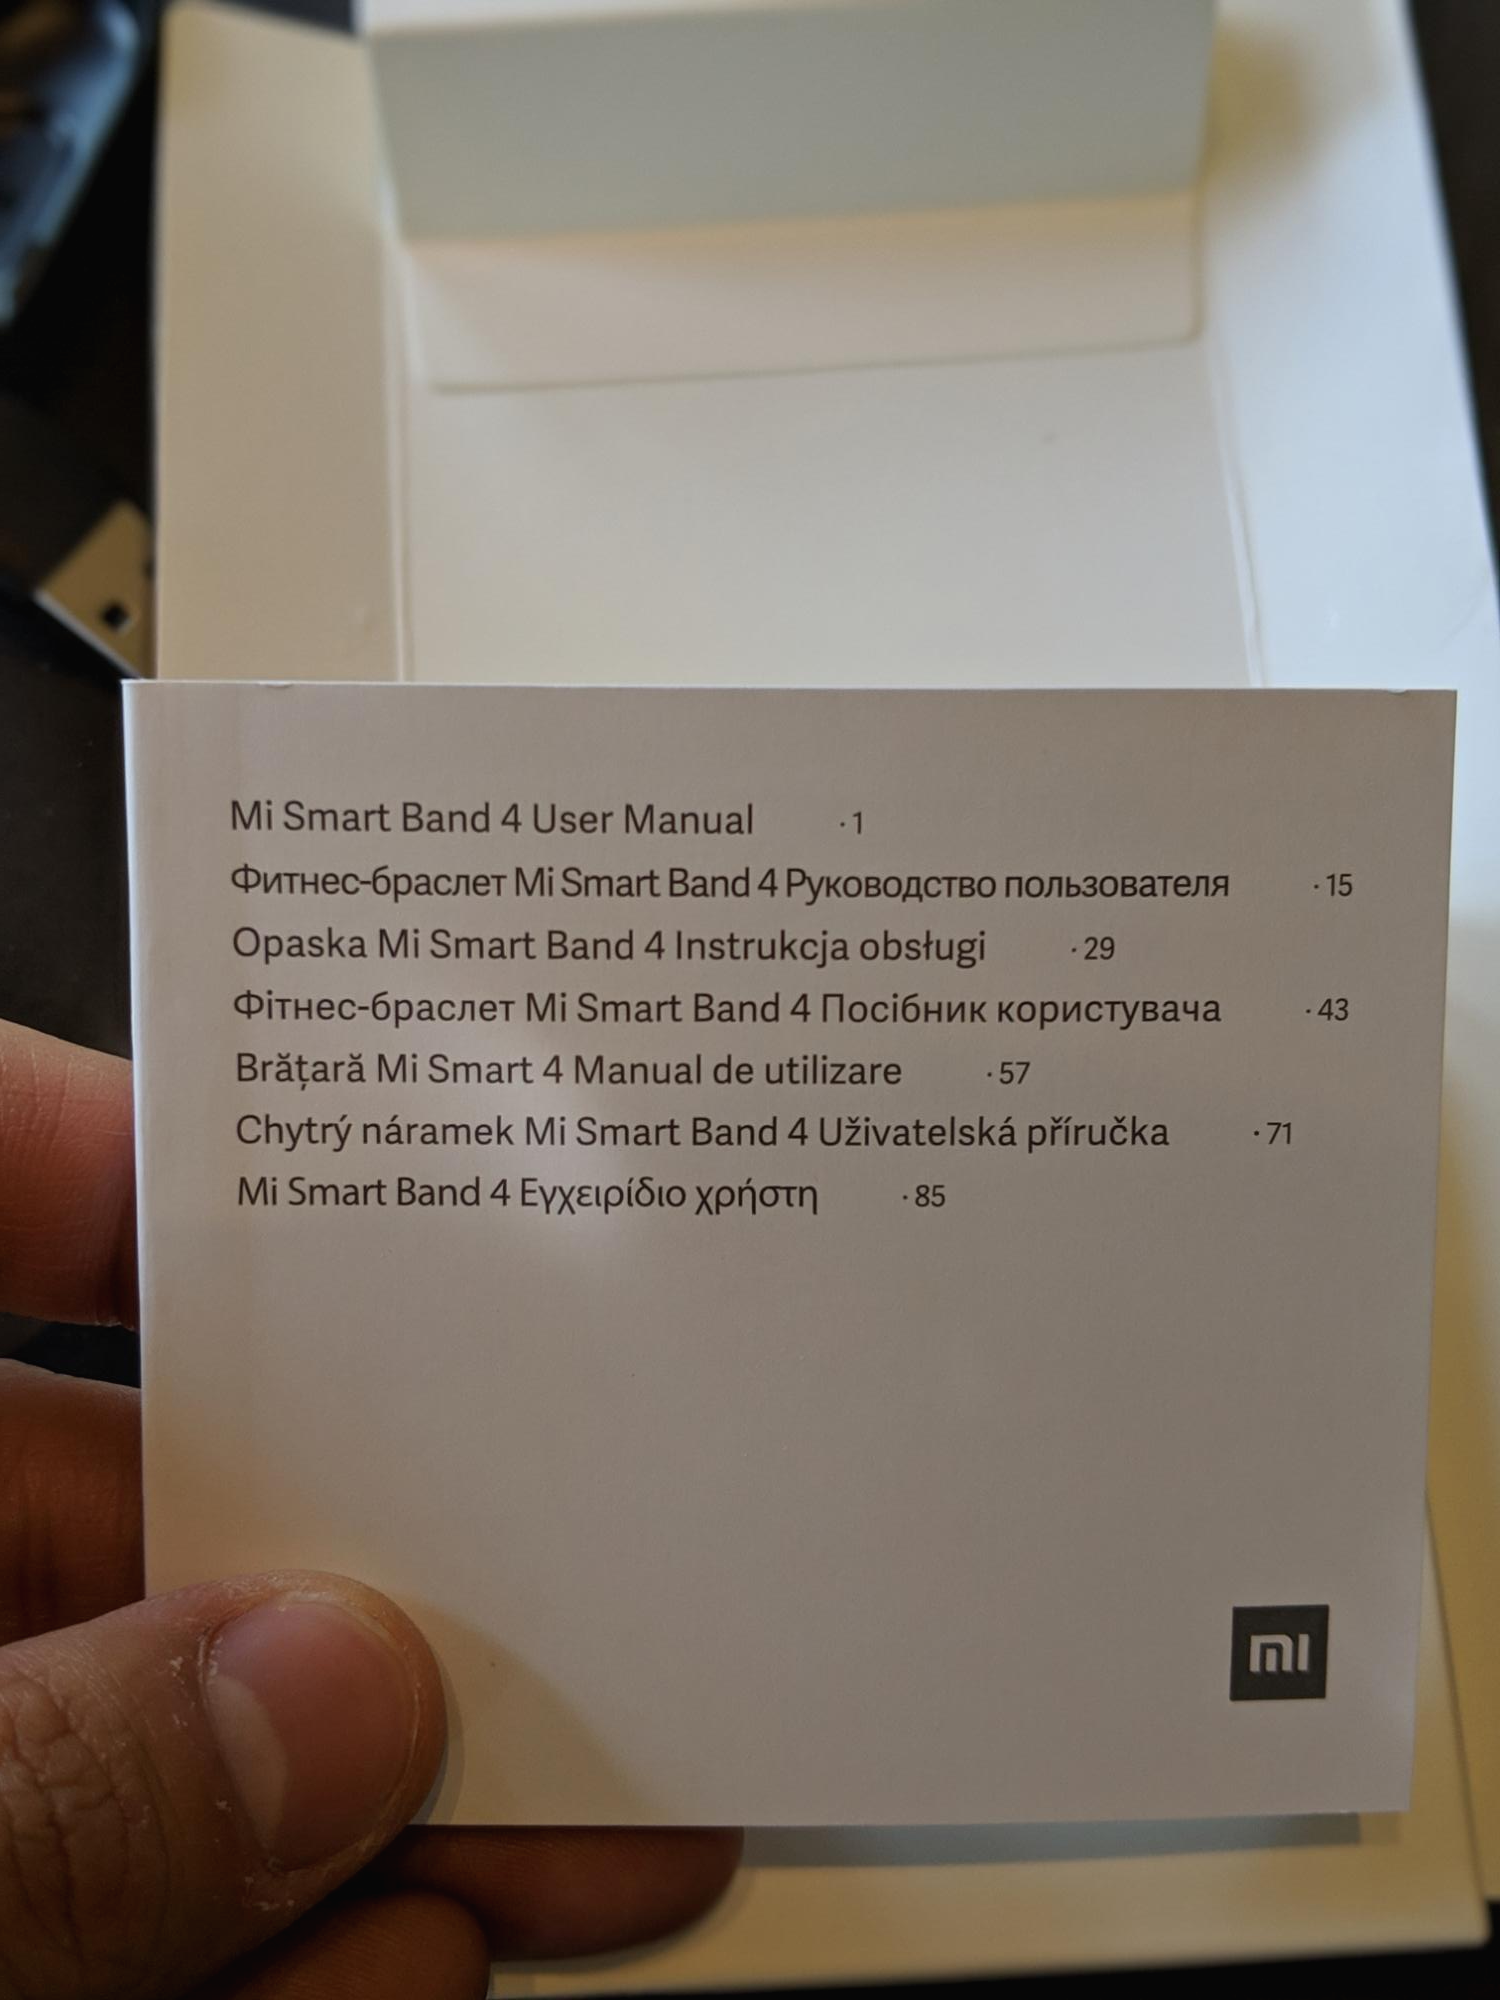 Mi Smart Band 4 User Manual · 1
Фитнес-браслет Mi Smart Band 4 Руководство пользователя · 15
Opaska Mi Smart Band 4 Instrukcja obsługi · 29
Фітнес-браслет Mi Smart Band 4 Посібник користувача · 43
Brățară Mi Smart 4 Manual de utilizare · 57
Chytrý náramek Mi Smart Band 4 Uživatelská příručka · 71
Mi Smart Band 4 Εγχειρίδιο χρήστη · 85
mi